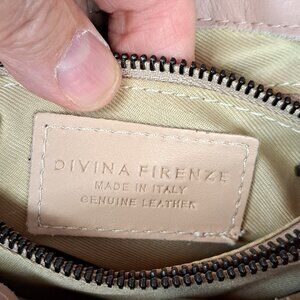 DIVINA FIRENZE
MADE IN ITALY
GENUINE LEATHER